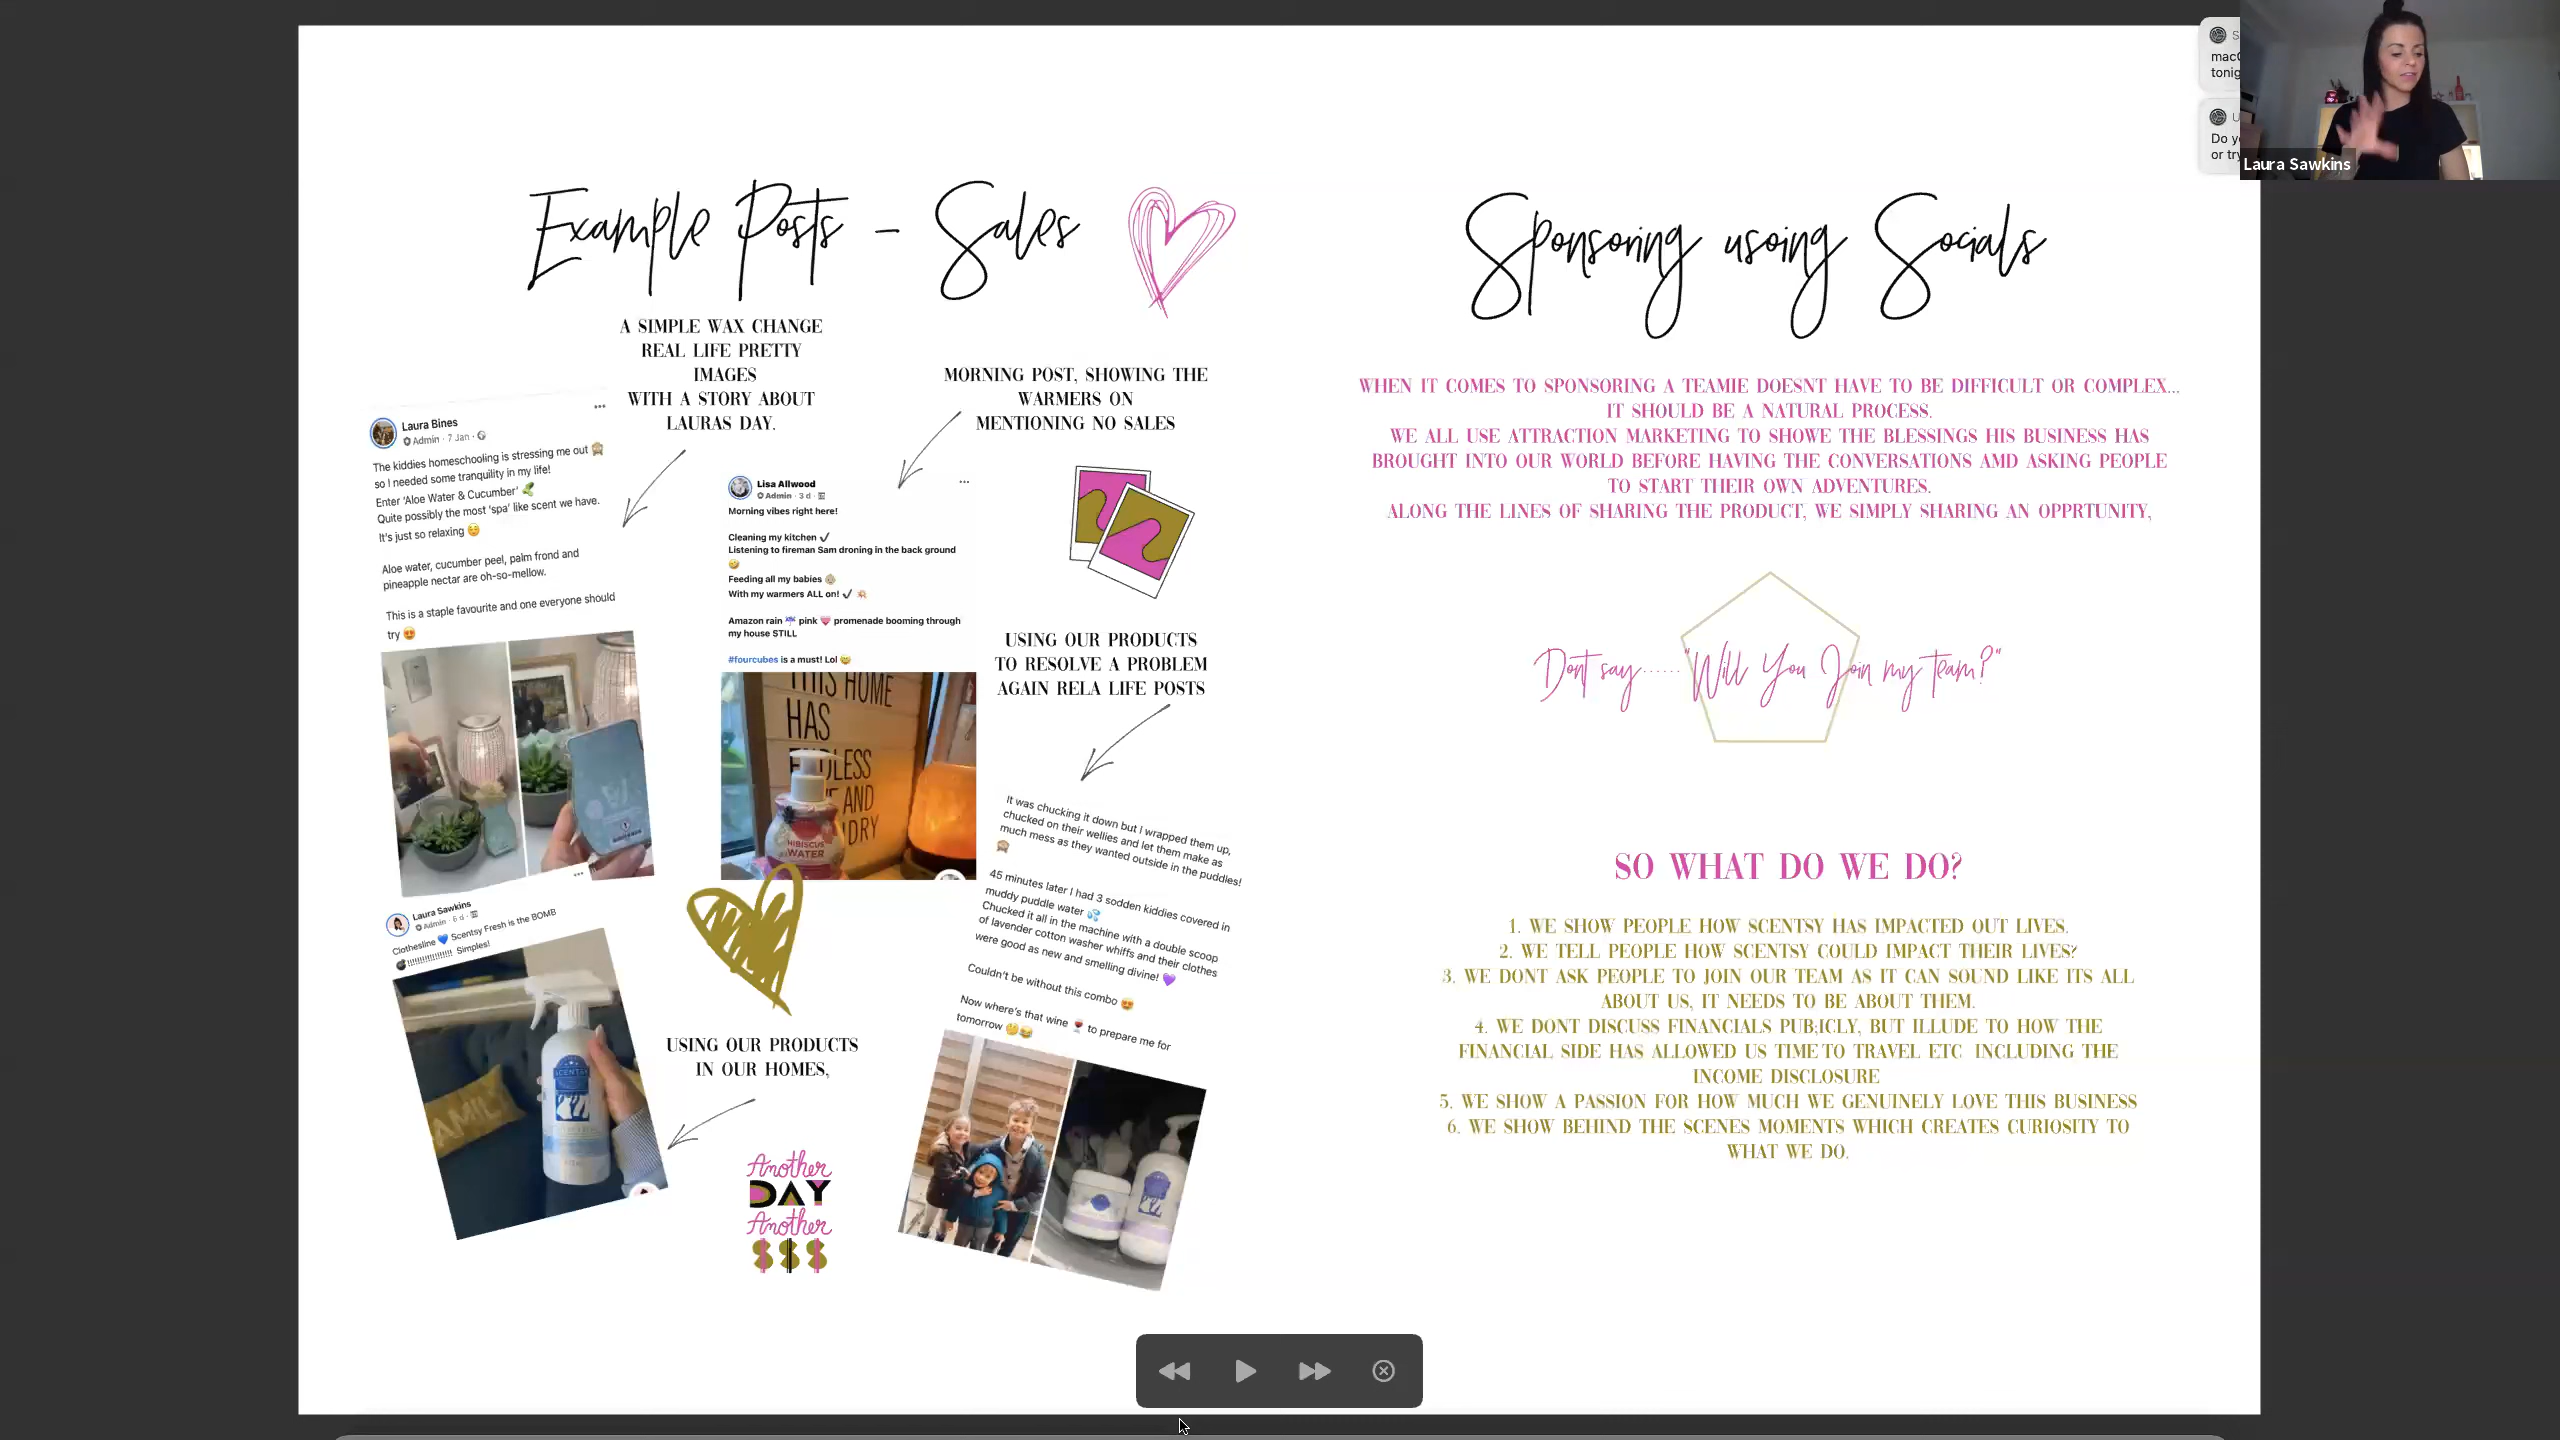 Example Posts - Sales
A SIMPLE WAX CHANGE
REAL LIFE PRETTY
IMAGES
WITH A STORY ABOUT
LAURAS DAY.
MORNING POST, SHOWING THE
WARMERS ON
MENTIONING NO SALES
Laura Bines
Admin · 7 Jan ·
The kiddies homeschooling is stressing me out 🙈
so I needed some tranquility in my life!
Enter ‘Aloe Water & Cucumber’ 🥒
Quite possibly the most ‘spa’ like scent we have.
It's just so relaxing ☺️
Aloe water, cucumber peel, palm frond and
pineapple nectar are oh-so-mellow.
This is a staple favourite and one everyone should
try 😍
Lisa Allwood
Admin · 3 d ·
Morning vibes right here!
Cleaning my kitchen ✓
Listening to fireman Sam droning in the back ground
🤣
Feeding all my babies
With my warmers ALL on! ✓ 💥
Amazon rain ☔ pink 💗 promenade booming through
my house STILL
#fourcubes is a must! Lol 😅
THIS HOME
HAS
ENDLESS
AND
HIBISCUS
WATER
USING OUR PRODUCTS
TO RESOLVE A PROBLEM
AGAIN RELA LIFE POSTS
It was chucking it down but I wrapped them up,
chucked on their wellies and let them make as
much mess as they wanted outside in the puddles!
🙈
45 minutes later I had 3 sodden kiddies covered in
muddy puddle water 💦
Chucked it all in the machine with a double scoop
of lavender cotton washer whiffs and their clothes
were good as new and smelling divine! 💜
Couldn't be without this combo 😍
Now where's that wine 🍷 to prepare me for
tomorrow 🤔😂
Laura Sawkins
Admin · 6 d ·
Clothesline 💙 Scentsy Fresh is the BOMB
💣!!!!!!!!!!!!!!!!!! Simples!
SCENTSY
USING OUR PRODUCTS
IN OUR HOMES,
Another
DAY
Another
$$$
Sponsoring usoing Socials
WHEN IT COMES TO SPONSORING A TEAMIE DOESNT HAVE TO BE DIFFICULT OR COMPLEX...
IT SHOULD BE A NATURAL PROCESS.
WE ALL USE ATTRACTION MARKETING TO SHOWE THE BLESSINGS HIS BUSINESS HAS
BROUGHT INTO OUR WORLD BEFORE HAVING THE CONVERSATIONS AMD ASKING PEOPLE
TO START THEIR OWN ADVENTURES.
ALONG THE LINES OF SHARING THE PRODUCT, WE SIMPLY SHARING AN OPPRTUNITY,
Dont say......"Will You Join my team?"
SO WHAT DO WE DO?
1. WE SHOW PEOPLE HOW SCENTSY HAS IMPACTED OUT LIVES.
2. WE TELL PEOPLE HOW SCENTSY COULD IMPACT THEIR LIVES?
3. WE DONT ASK PEOPLE TO JOIN OUR TEAM AS IT CAN SOUND LIKE ITS ALL
ABOUT US, IT NEEDS TO BE ABOUT THEM.
4. WE DONT DISCUSS FINANCIALS PUB;ICLY, BUT ILLUDE TO HOW THE
FINANCIAL SIDE HAS ALLOWED US TIME TO TRAVEL ETC INCLUDING THE
INCOME DISCLOSURE
5. WE SHOW A PASSION FOR HOW MUCH WE GENUINELY LOVE THIS BUSINESS
6. WE SHOW BEHIND THE SCENES MOMENTS WHICH CREATES CURIOSITY TO
WHAT WE DO.
Laura Sawkins